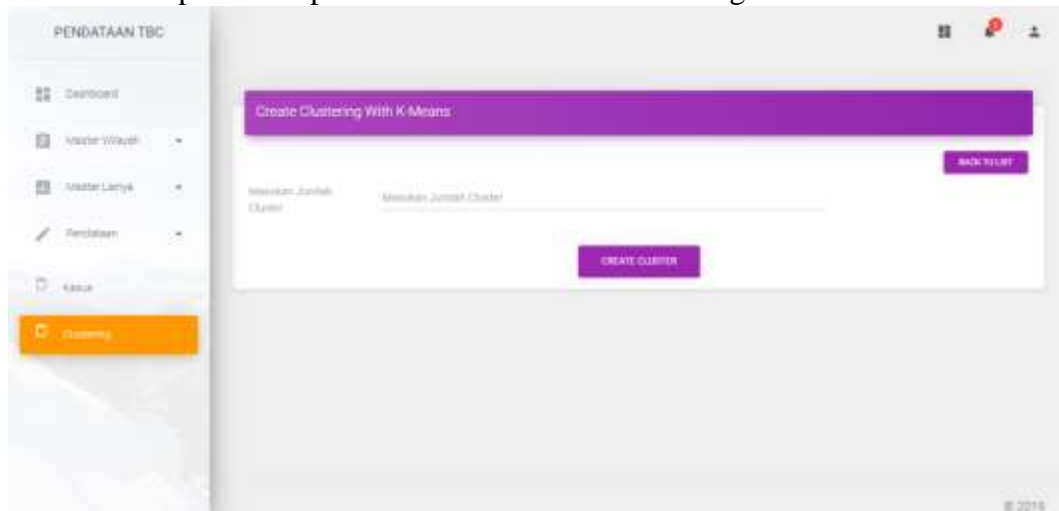 PENDATAAN TBC
Dashboard
Master Wilayah
Master Lainya
Pendataan
Kasus
Clustering
Create Clustering With K-Means
BACK TO LIST
Masukan Jumlah
Cluster
Masukan Jumlah Cluster
CREATE CLUSTER
© 2019